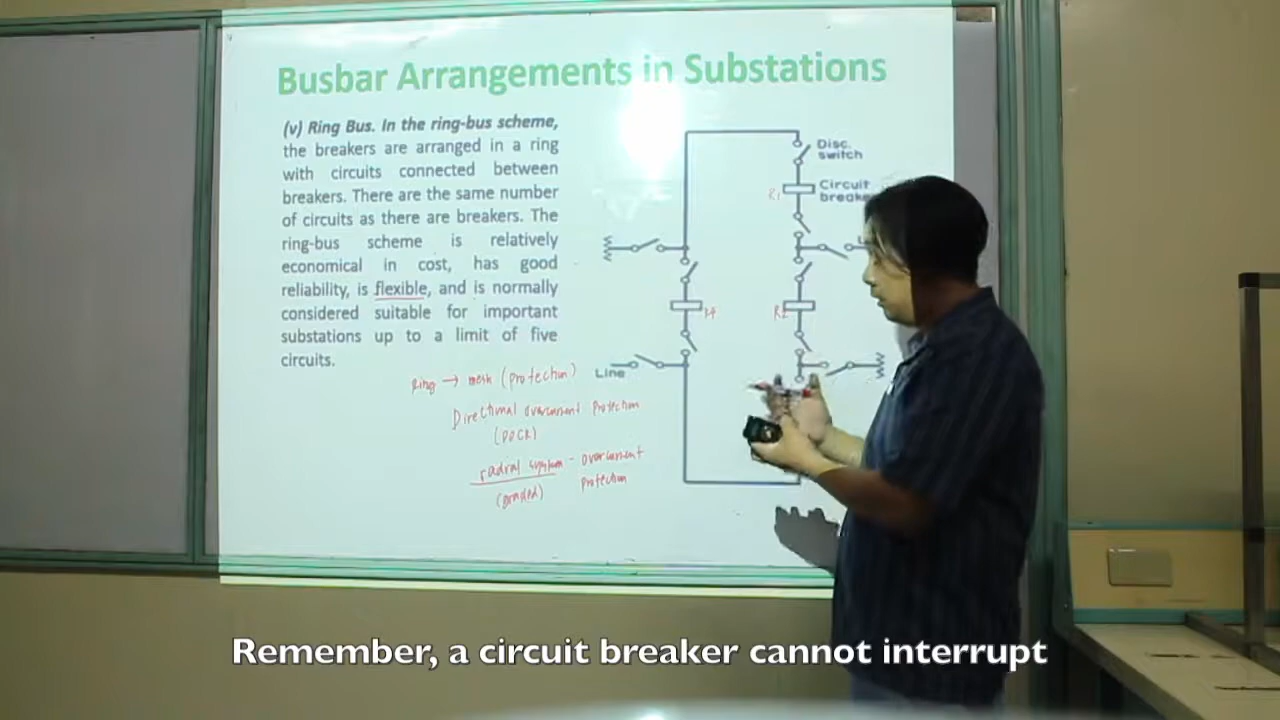 Busbar Arrangements in Substations
(v) Ring Bus. In the ring-bus scheme,
the breakers are arranged in a ring
with circuits connected between
breakers. There are the same number
of circuits as there are breakers. The
ring-bus scheme is relatively
economical in cost, has good
reliability, is flexible, and is normally
considered suitable for important
substations up to a limit of five
circuits.
Disc.
switch
R1
Circuit
breaker
R2
Line
Ring → mesh (protection)
Directional overcurrent Protection
radial system - overcurrent
(graded) protection
Remember, a circuit breaker cannot interrupt